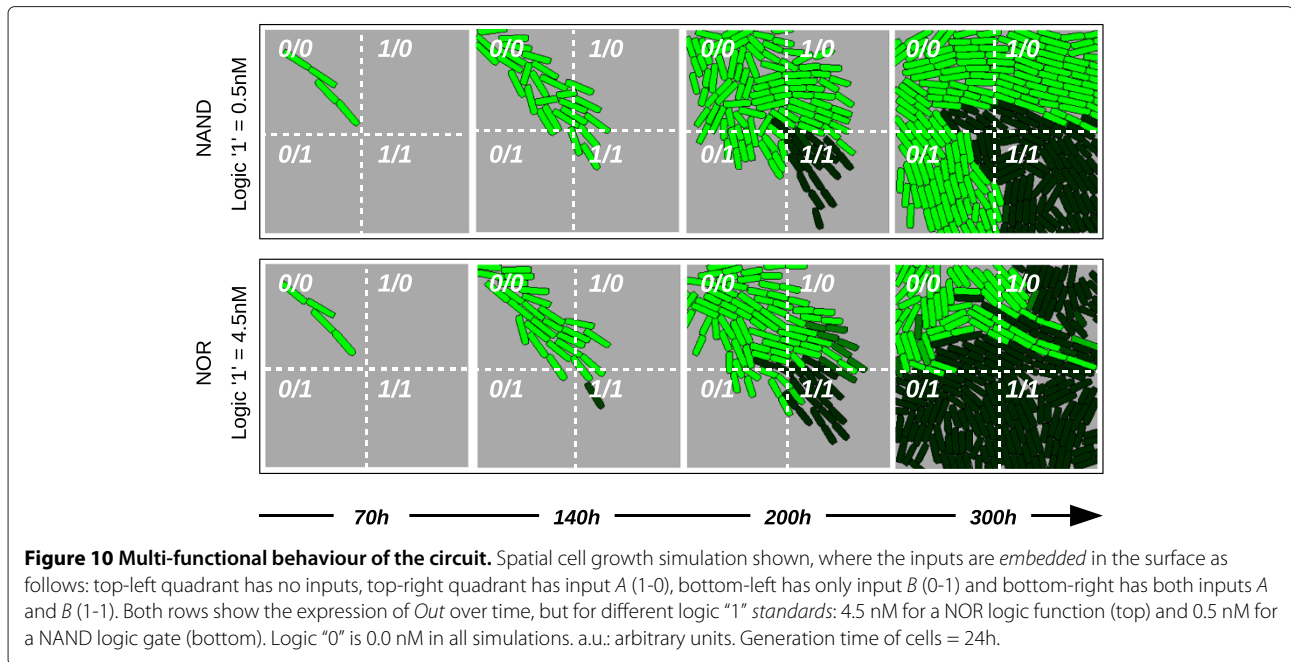 NAND
Logic '1' = 0.5nM
0/0 1/0 0/0 1/0 0/0 1/0 0/0 1/0
0/1 1/1 0/1 1/1 0/1 1/1 0/1 1/1
NOR
Logic '1' = 4.5nM
0/0 1/0 0/0 1/0 0/0 1/0 0/0 1/0
0/1 1/1 0/1 1/1 0/1 1/1 0/1 1/1
70h 140h 200h 300h
Figure 10 Multi-functional behaviour of the circuit. Spatial cell growth simulation shown, where the inputs are embedded in the surface as
follows: top-left quadrant has no inputs, top-right quadrant has input A (1-0), bottom-left has only input B (0-1) and bottom-right has both inputs A
and B (1-1). Both rows show the expression of Out over time, but for different logic “1” standards: 4.5 nM for a NOR logic function (top) and 0.5 nM for
a NAND logic gate (bottom). Logic “0” is 0.0 nM in all simulations. a.u.: arbitrary units. Generation time of cells = 24h.